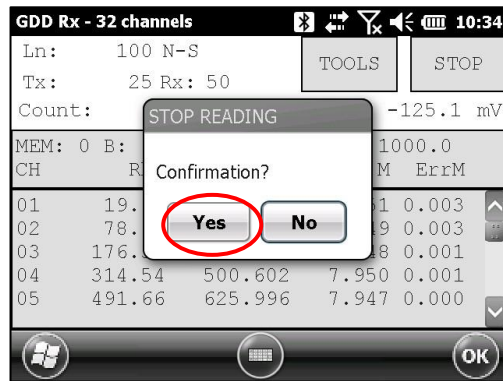 GDD Rx - 32 channels 10:34
Ln: 100 N-S TOOLS STOP
Tx: 25 Rx: 50
Count: -125.1 mV
STOP READING
MEM: 0 B: 1000.0
CH M ErrM
Confirmation?
01 19. 0.003
02 78. 0.003
Yes No
03 176. 0.001
04 314.54 500.602 7.950 0.001
05 491.66 625.996 7.947 0.000
OK